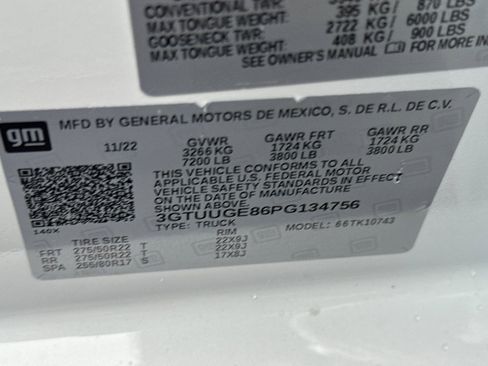 CONVENTIONAL TWR:
MAX TONGUE WEIGHT: 395 KG/ 870 LBS
GOOSENECK TWR: 2722 KG/ 6000 LBS
MAX TONGUE WEIGHT: 408 KG/ 900 LBS
SEE OWNER'S MANUAL FOR MORE
gm
MFD BY GENERAL MOTORS DE MEXICO, S. DE R.L. DE C.V.
11/22 GVWR GAWR FRT GAWR RR
3266 KG 1724 KG 1724 KG
7200 LB 3800 LB 3800 LB
THIS VEHICLE CONFORMS TO ALL
APPLICABLE U.S. FEDERAL MOTOR
VEHICLE SAFETY STANDARDS IN EFFECT
ON THE DATE OF MANUFACTURE
3GTUUGE86PG134756
140X
TYPE: TRUCK MODEL: 66TK10743
TIRE SIZE RIM
FRT 275/50R22 T 22X9J
RR 275/50R22 T 22X9J
SPA 255/80R17 S 17X8J